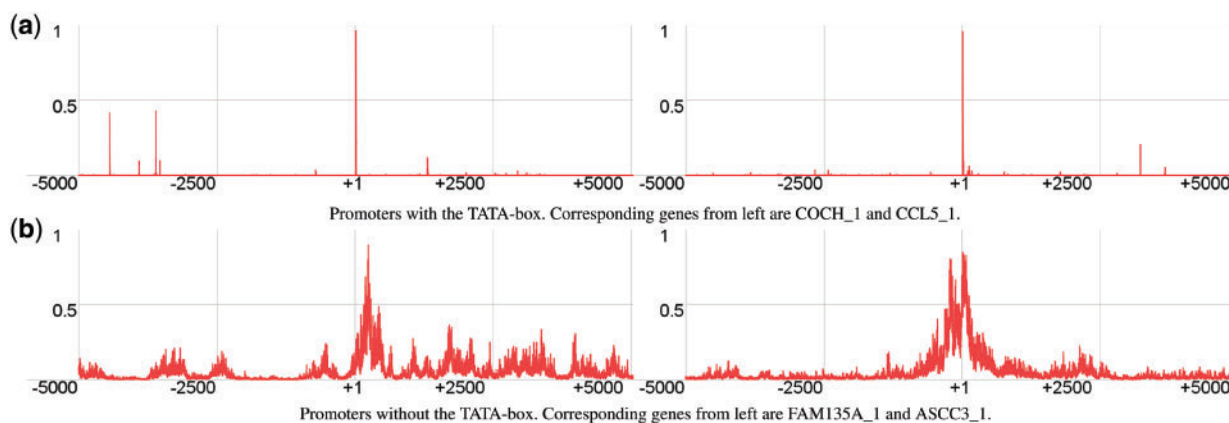 (a)
1
0.5
-5000 -2500 +1 +2500 +5000
1
0.5
-5000 -2500 +1 +2500 +5000
Promoters with the TATA-box. Corresponding genes from left are COCH_1 and CCL5_1.
(b)
1
0.5
-5000 -2500 +1 +2500 +5000
1
0.5
-5000 -2500 +1 +2500 +5000
Promoters without the TATA-box. Corresponding genes from left are FAM135A_1 and ASCC3_1.